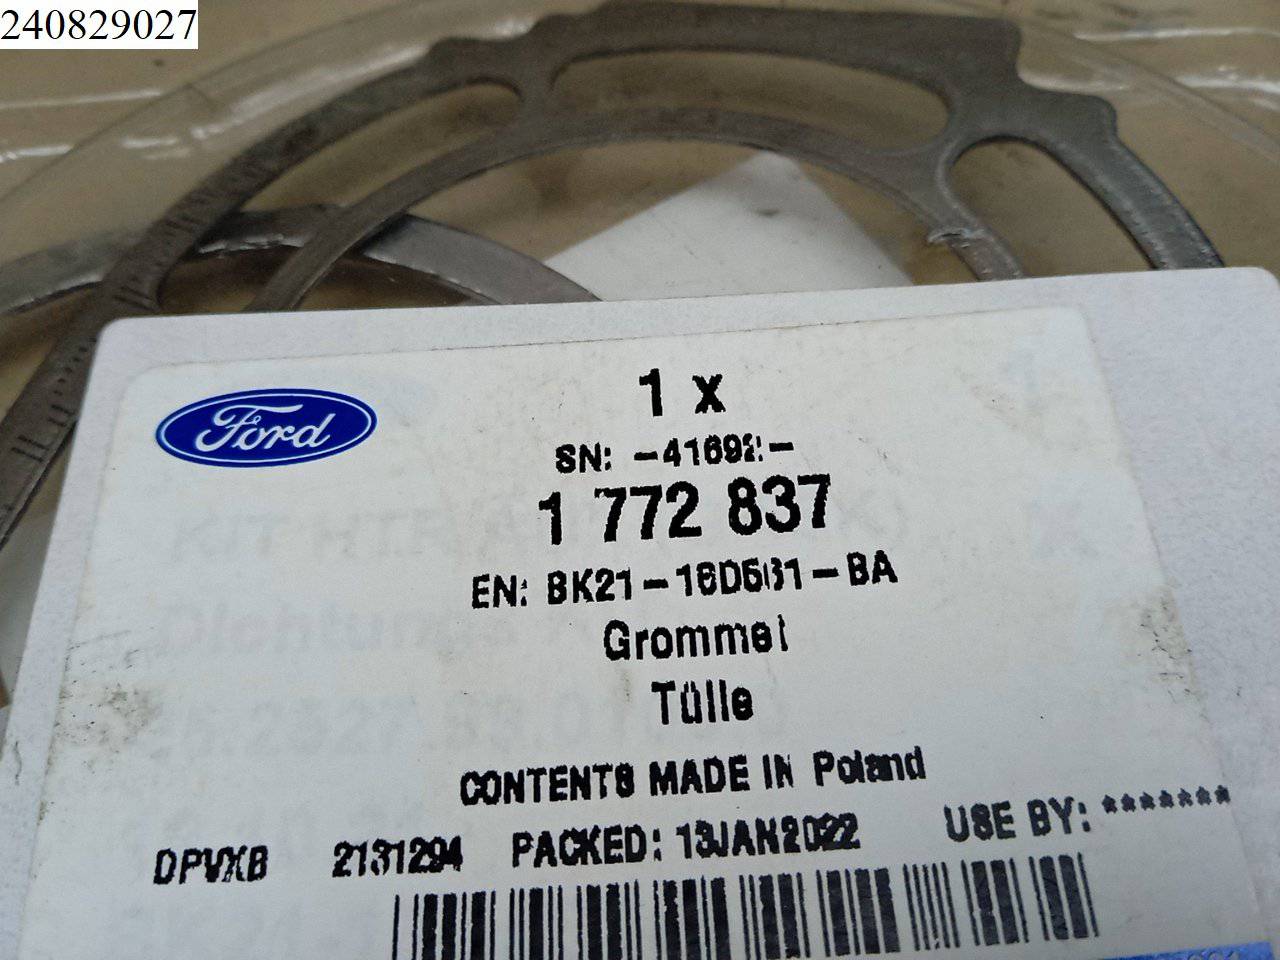 240829027
Ford
1 x
SN: -41692-
1 772 837
EN: BK21-16D561-BA
Grommet
Tülle
CONTENTS MADE IN Poland
DPVXB 2131294 PACKED: 13JAN2022 USE BY: *******